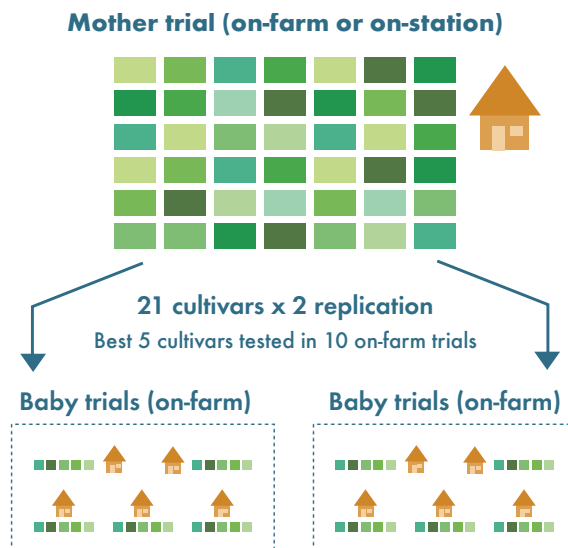 Mother trial (on-farm or on-station)
21 cultivars x 2 replication
Best 5 cultivars tested in 10 on-farm trials
Baby trials (on-farm)
Baby trials (on-farm)